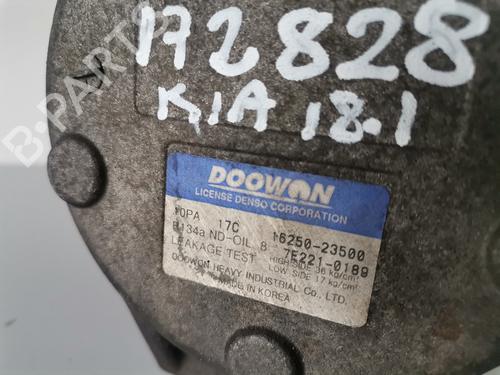 172828
KIA 18.1
B-PARTS
DOOWON
LICENSE DENSO CORPORATION
10PA 17C 16250-23500
R134a ND-OIL 8 7E221-0189
LEAKAGE TEST HIGH SIDE 36 kg/cm²
LOW SIDE 17 kg/cm²
DOOWON HEAVY INDUSTRIAL Co., LTD.
MADE IN KOREA